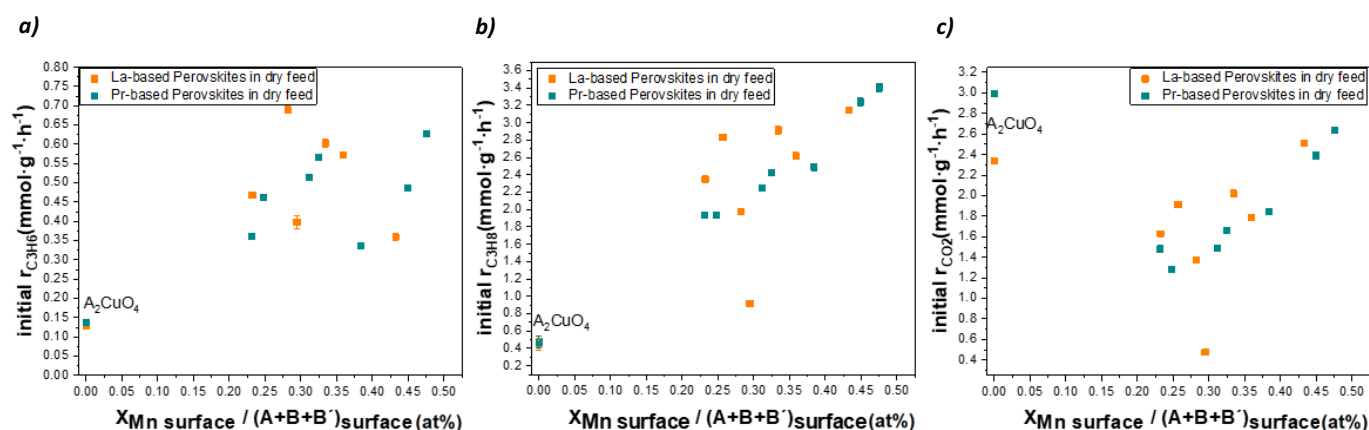 a)
initial r_C3H6(mmol·g⁻¹·h⁻¹)
0.80
0.75
0.70
0.65
0.60
0.55
0.50
0.45
0.40
0.35
0.30
0.25
0.20
0.15
0.10
0.05
0.00
La-based Perovskites in dry feed
Pr-based Perovskites in dry feed
A₂CuO₄
0.00 0.05 0.10 0.15 0.20 0.25 0.30 0.35 0.40 0.45 0.50
X_Mn surface / (A+B+B´)_surface(at%)
b)
initial r_C3H8(mmol·g⁻¹·h⁻¹)
3.6
3.4
3.2
3.0
2.8
2.6
2.4
2.2
2.0
1.8
1.6
1.4
1.2
1.0
0.8
0.6
0.4
0.2
La-based Perovskites in dry feed
Pr-based Perovskites in dry feed
A₂CuO₄
0.00 0.05 0.10 0.15 0.20 0.25 0.30 0.35 0.40 0.45 0.50
X_Mn surface / (A+B+B´)_surface(at%)
c)
initial r_CO2(mmol·g⁻¹·h⁻¹)
3.2
3.0
2.8
2.6
2.4
2.2
2.0
1.8
1.6
1.4
1.2
1.0
0.8
0.6
0.4
La-based Perovskites in dry feed
Pr-based Perovskites in dry feed
A₂CuO₄
0.00 0.05 0.10 0.15 0.20 0.25 0.30 0.35 0.40 0.45 0.50
X_Mn surface / (A+B+B´)_surface(at%)